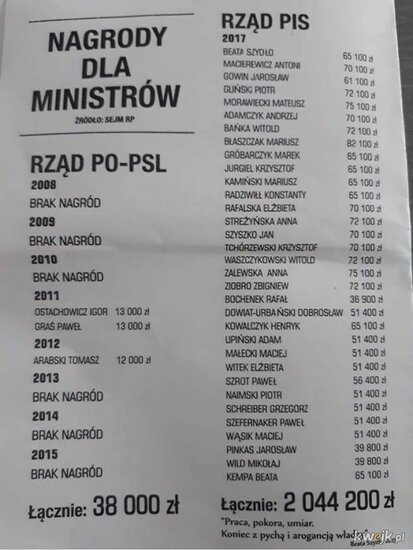 NAGRODY
DLA
MINISTRÓW
ŹRÓDŁO: SEJM RP
RZĄD PO-PSL
2008
BRAK NAGRÓD
2009
BRAK NAGRÓD
2010
BRAK NAGRÓD
2011
OSTACHOWICZ IGOR 13 000 zł
GRAŚ PAWEŁ 13 000 zł
2012
ARABSKI TOMASZ 12 000 zł
2013
BRAK NAGRÓD
2014
BRAK NAGRÓD
2015
BRAK NAGRÓD
Łącznie: 38 000 zł
RZĄD PIS
2017
BEATA SZYDŁO 65 100 zł
MACIEREWICZ ANTONI 70 100 zł
GOWIN JAROSŁAW 61 100 zł
GLIŃSKI PIOTR 72 100 zł
MORAWIECKI MATEUSZ 75 100 zł
ADAMCZYK ANDRZEJ 70 100 zł
BAŃKA WITOLD 72 100 zł
BŁASZCZAK MARIUSZ 82 100 zł
GRÓBARCZYK MAREK 65 100 zł
JURGIEL KRZYSZTOF 65 100 zł
KAMIŃSKI MARIUSZ 65 100 zł
RADZIWIŁŁ KONSTANTY 65 100 zł
RAFALSKA ELŻBIETA 70 100 zł
STREŻYŃSKA ANNA 72 100 zł
SZYSZKO JAN 70 100 zł
TCHÓRZEWSKI KRZYSZTOF 70 100 zł
WASZCZYKOWSKI WITOLD 72 100 zł
ZALEWSKA ANNA 75 100 zł
ZIOBRO ZBIGNIEW 72 100 zł
BOCHENEK RAFAŁ 36 900 zł
DOWIAT-URBAŃSKI DOBROSŁAW 51 400 zł
KOWALCZYK HENRYK 65 100 zł
LIPIŃSKI ADAM 51 400 zł
MAŁECKI MACIEJ 51 400 zł
WITEK ELŻBIETA 51 400 zł
SZROT PAWEŁ 56 400 zł
NAIMSKI PIOTR 51 400 zł
SCHREIBER GRZEGORZ 51 400 zł
SZEFERNAKER PAWEŁ 51 400 zł
WĄSIK MACIEJ 51 400 zł
PINKAS JAROSŁAW 39 800 zł
WILD MIKOŁAJ 39 800 zł
KEMPA BEATA 65 100 zł
Łącznie: 2 044 200 zł
"Praca, pokora, umiar.
Koniec z pychą i arogancją władzy"
Beata Szydło
kwejk.pl